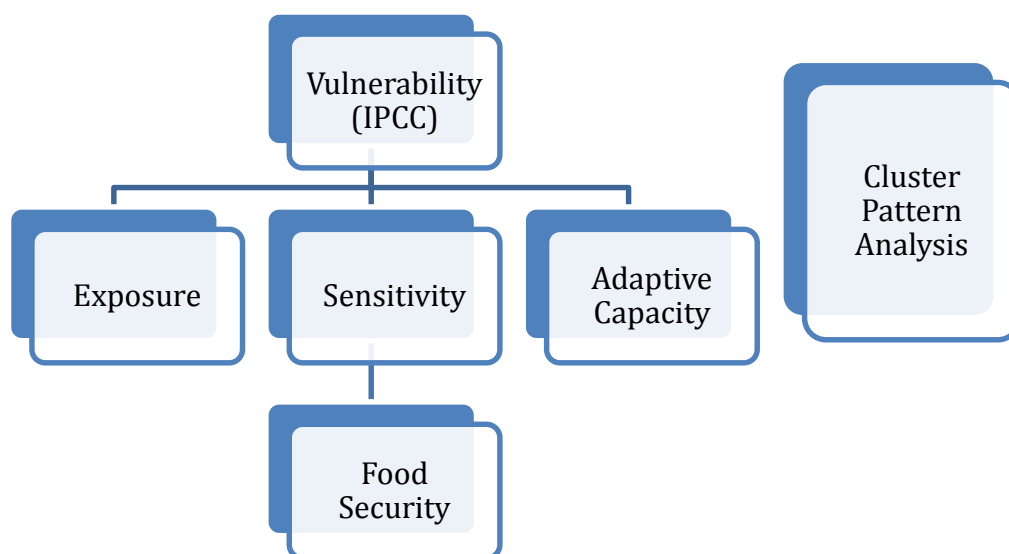 Vulnerability
(IPCC)
Cluster
Pattern
Analysis
Exposure
Sensitivity
Adaptive
Capacity
Food
Security